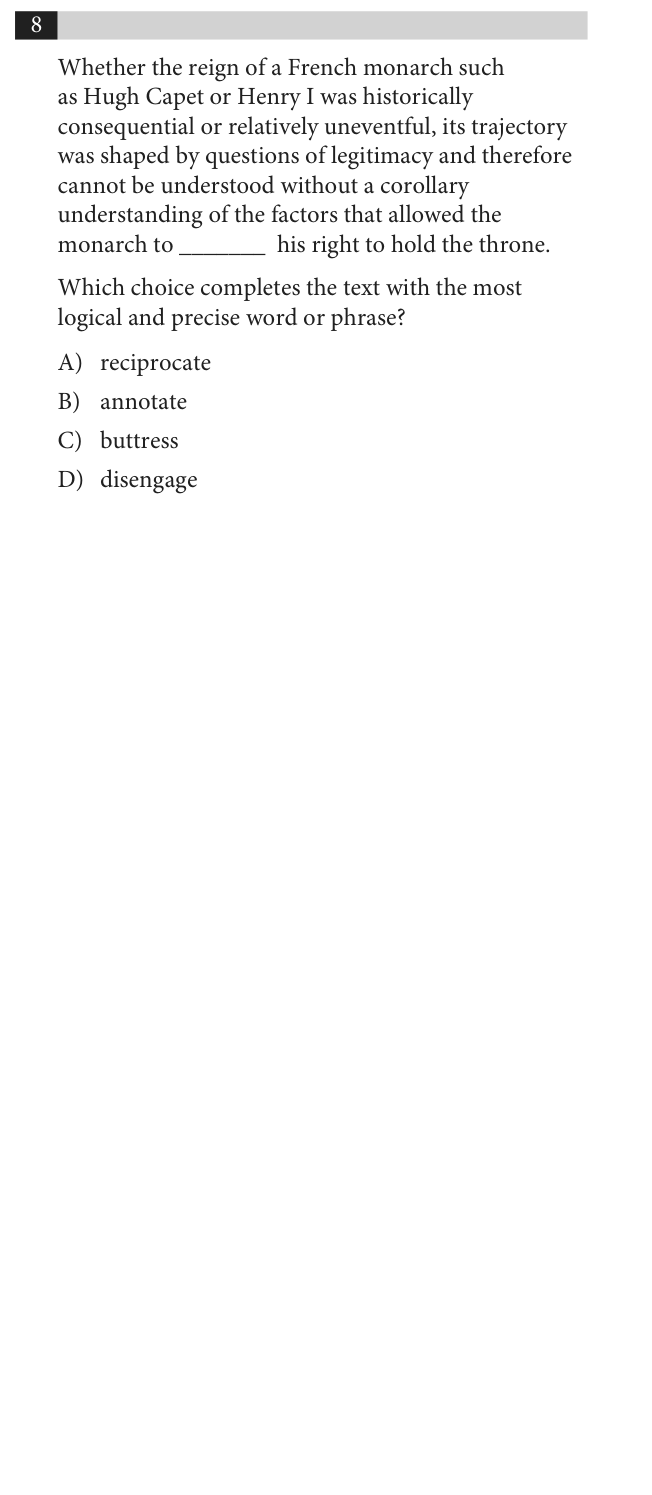 8
Whether the reign of a French monarch such
as Hugh Capet or Henry I was historically
consequential or relatively uneventful, its trajectory
was shaped by questions of legitimacy and therefore
cannot be understood without a corollary
understanding of the factors that allowed the
monarch to _______ his right to hold the throne.
Which choice completes the text with the most
logical and precise word or phrase?
A) reciprocate
B) annotate
C) buttress
D) disengage